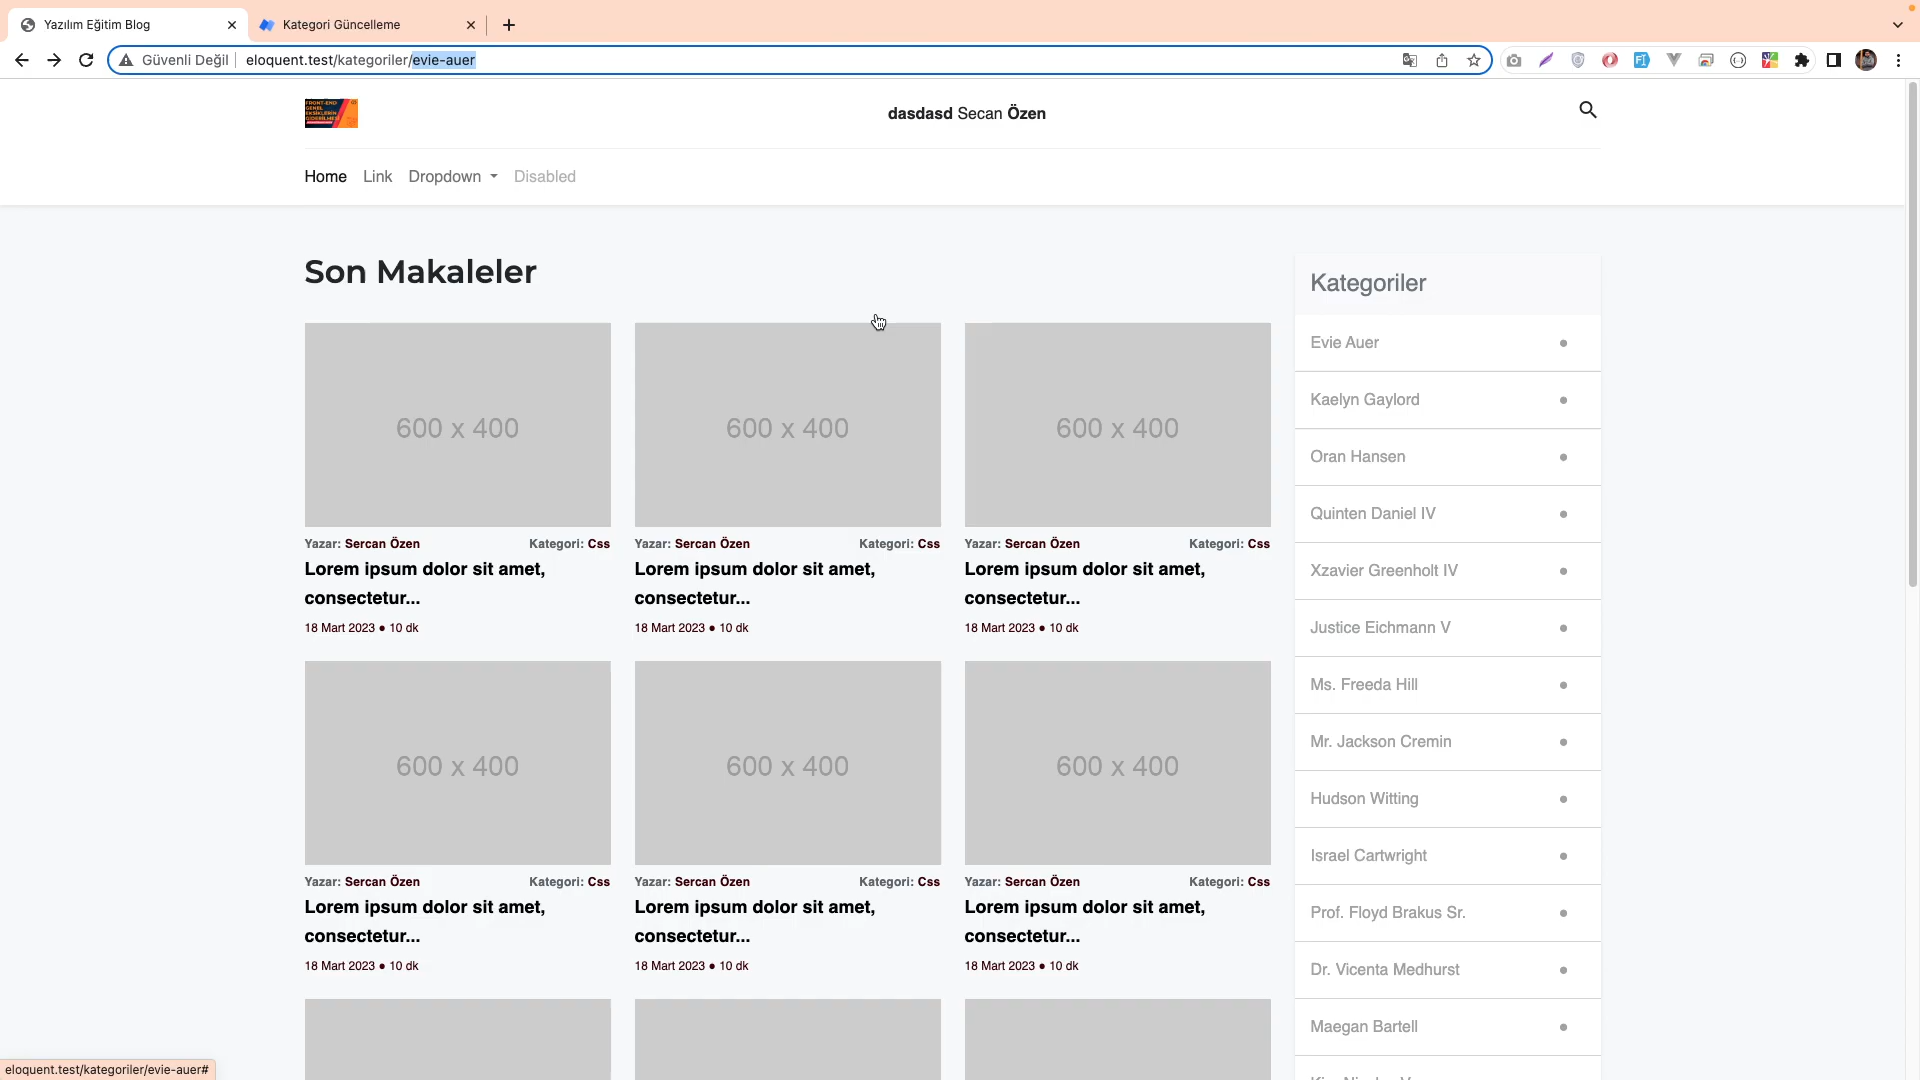 Yazılım Eğitim Blog
Kategori Güncelleme
Güvenli Değil
eloquent.test/kategoriler/evie-auer
FRONT-END
GENEL
EKSİKLERİN
GİDERİLMESİ
dasdasd Secan Özen
Home Link Dropdown Disabled
Son Makaleler
600 x 400
600 x 400
600 x 400
Yazar: Sercan Özen Kategori: Css
Lorem ipsum dolor sit amet,
consectetur...
18 Mart 2023 ● 10 dk
Yazar: Sercan Özen Kategori: Css
Lorem ipsum dolor sit amet,
consectetur...
18 Mart 2023 ● 10 dk
Yazar: Sercan Özen Kategori: Css
Lorem ipsum dolor sit amet,
consectetur...
18 Mart 2023 ● 10 dk
600 x 400
600 x 400
600 x 400
Yazar: Sercan Özen Kategori: Css
Lorem ipsum dolor sit amet,
consectetur...
18 Mart 2023 ● 10 dk
Yazar: Sercan Özen Kategori: Css
Lorem ipsum dolor sit amet,
consectetur...
18 Mart 2023 ● 10 dk
Yazar: Sercan Özen Kategori: Css
Lorem ipsum dolor sit amet,
consectetur...
18 Mart 2023 ● 10 dk
Kategoriler
Evie Auer
Kaelyn Gaylord
Oran Hansen
Quinten Daniel IV
Xzavier Greenholt IV
Justice Eichmann V
Ms. Freeda Hill
Mr. Jackson Cremin
Hudson Witting
Israel Cartwright
Prof. Floyd Brakus Sr.
Dr. Vicenta Medhurst
Maegan Bartell
eloquent.test/kategoriler/evie-auer#